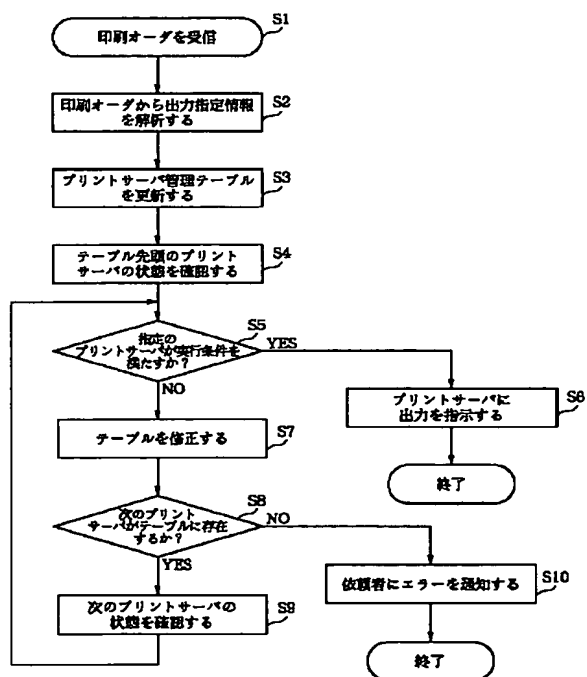 S1
印刷オーダを受信
S2
印刷オーダから出力指定情報
を解析する
S3
プリントサーバ管理テーブル
を更新する
S4
テーブル先頭のプリント
サーバの状態を確認する
S5
指定の
プリントサーバが実行条件を
満たすか?
YES
NO
S6
プリントサーバに
出力を指示する
終了
S7
テーブルを修正する
S8
次のプリント
サーバがテーブルに存在
するか?
NO
YES
S10
依頼者にエラーを通知する
S9
次のプリントサーバの
状態を確認する
終了